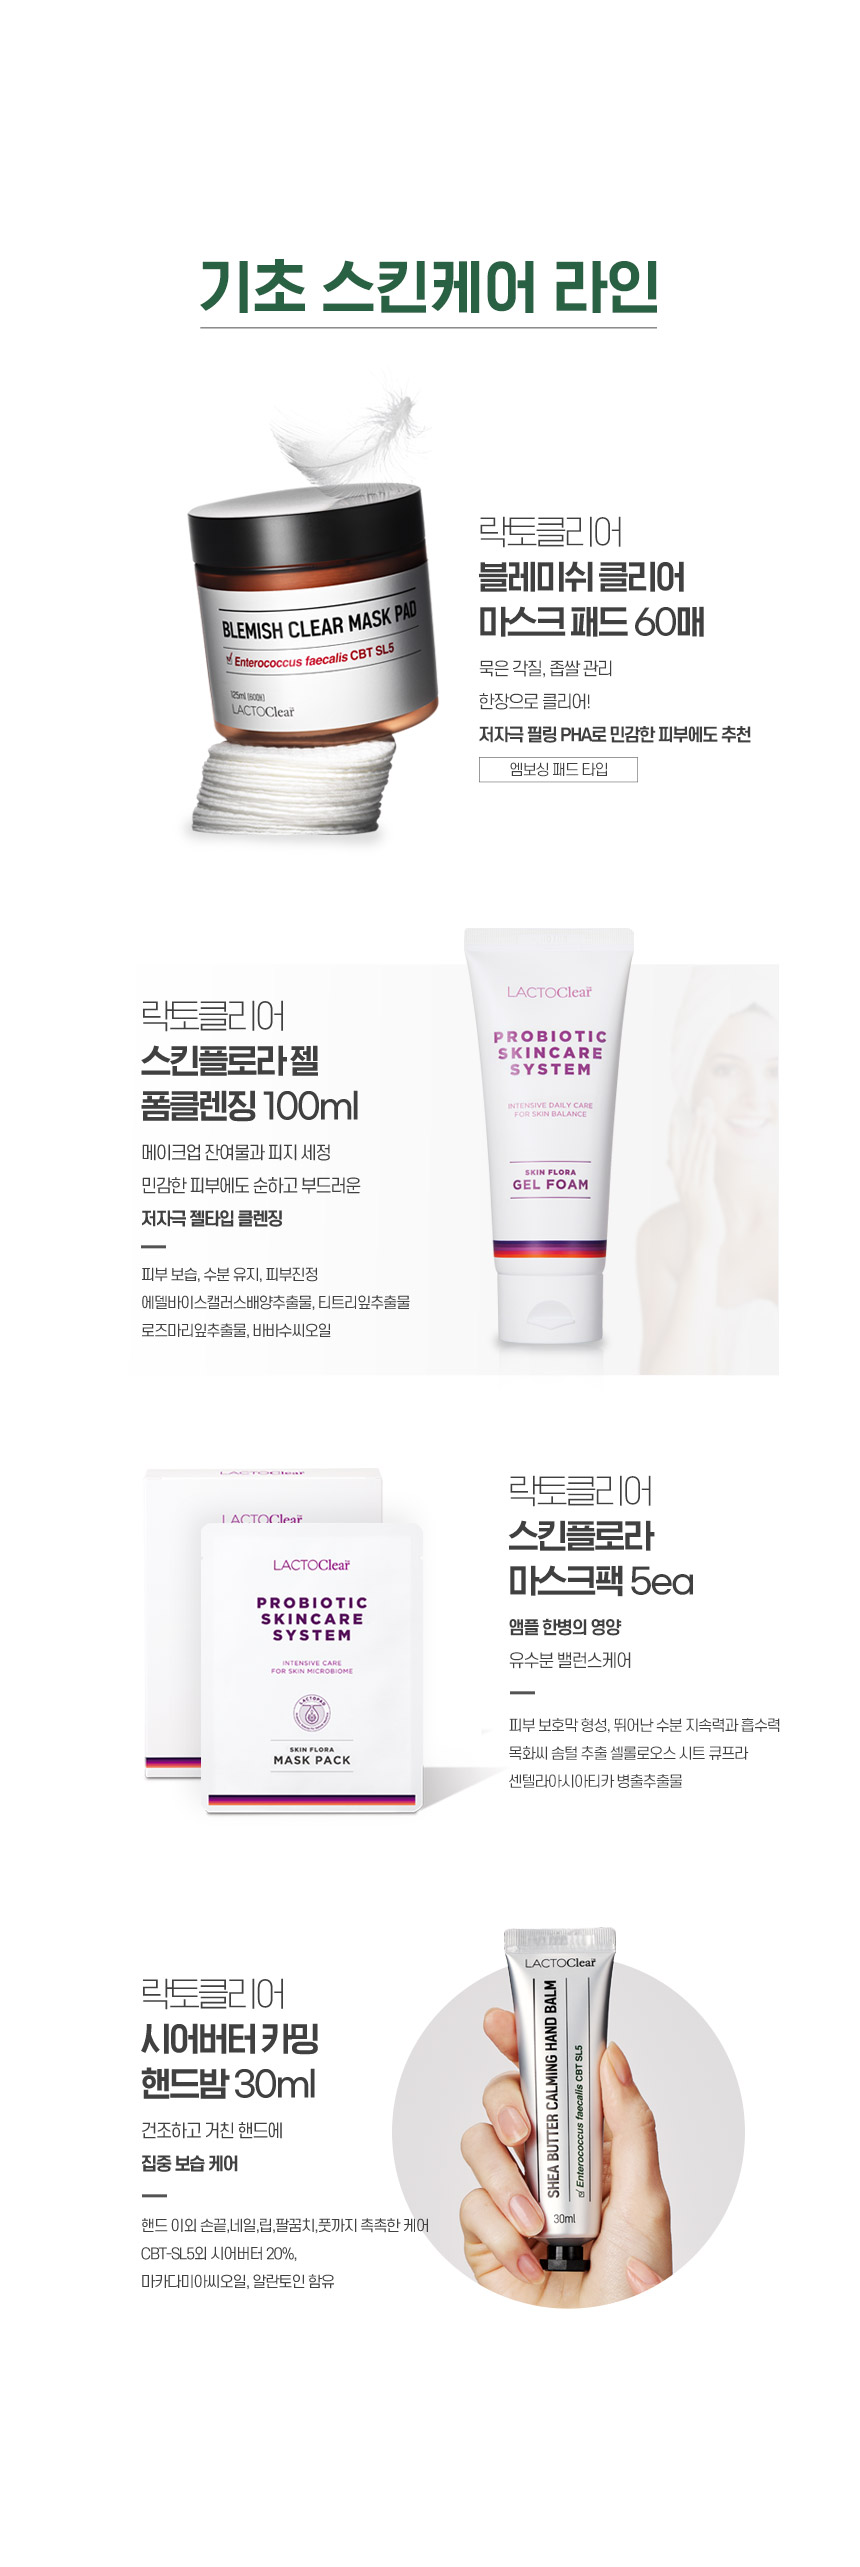 기초 스킨케어 라인
BLEMISH CLEAR MASK PAD
Enterococcus faecalis CBT SL5
125ml (60매)
LACTOClear
락토클리어
블레미쉬 클리어
마스크 패드 60매
묵은 각질, 좁쌀 관리
한장으로 클리어!
저자극 필링 PHA로 민감한 피부에도 추천
엠보싱 패드 타입
락토클리어
스킨플로라 젤
폼클렌징 100ml
메이크업 잔여물과 피지 세정
민감한 피부에도 순하고 부드러운
저자극 젤타입 클렌징
피부 보습, 수분 유지, 피부진정
에델바이스캘러스배양추출물, 티트리잎추출물
로즈마리잎추출물, 바바수씨오일
LACTOClear
PROBIOTIC
SKINCARE
SYSTEM
INTENSIVE DAILY CARE
FOR SKIN BALANCE
SKIN FLORA
GEL FOAM
LACTOClear
LACTOClear
LACTOClear
PROBIOTIC
SKINCARE
SYSTEM
INTENSIVE CARE
FOR SKIN MICROBIOME
SKIN FLORA
MASK PACK
락토클리어
스킨플로라
마스크팩 5ea
앰플 한병의 영양
유수분 밸런스케어
피부 보호막 형성, 뛰어난 수분 지속력과 흡수력
목화씨 솜털 추출 셀룰로오스 시트 큐프라
센텔라아시아티카 병출추출물
락토클리어
시어버터 카밍
핸드밤 30ml
건조하고 거친 핸드에
집중 보습 케어
핸드 이외 손끝,네일,립,팔꿈치,풋까지 촉촉한 케어
CBT-SL5외 시어버터 20%,
마카다미아씨오일, 알란토인 함유
LACTOClear
SHEA BUTTER CALMING HAND BALM
Enterococcus faecalis CBT SL5
30ml